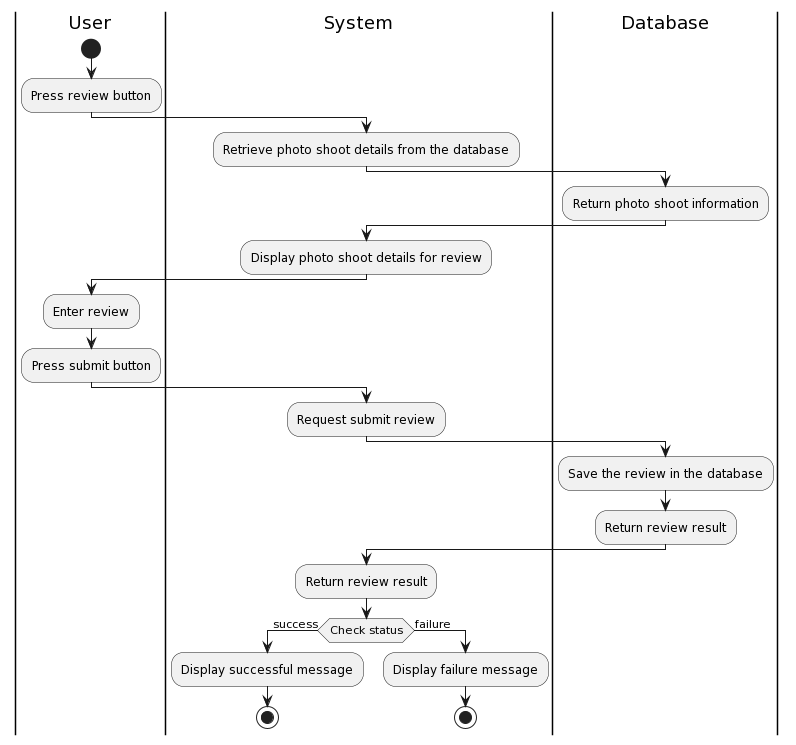 User
System
Database
Press review button
Retrieve photo shoot details from the database
Return photo shoot information
Display photo shoot details for review
Enter review
Press submit button
Request submit review
Save the review in the database
Return review result
Return review result
success
Check status
failure
Display successful message
Display failure message